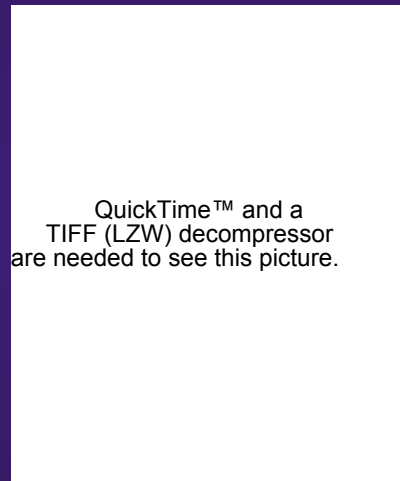 QuickTime™ and a
TIFF (LZW) decompressor
are needed to see this picture.